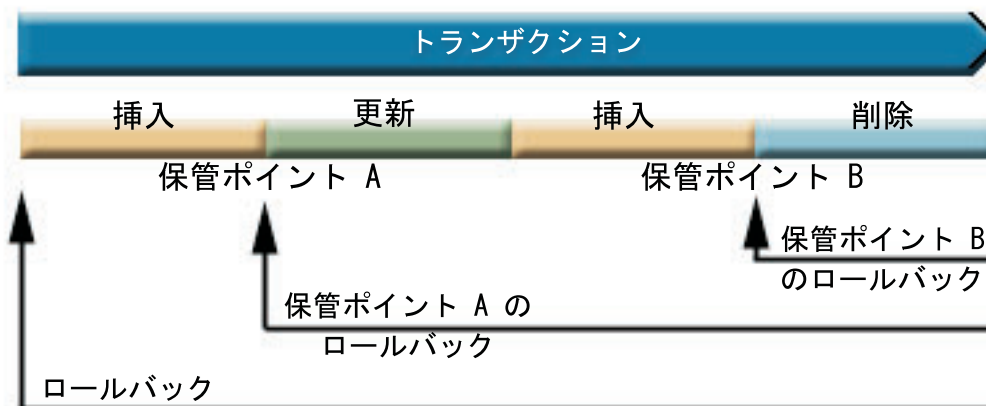 トランザクション
挿入 更新 挿入 削除
保管ポイント A 保管ポイント B
保管ポイント B
のロールバック
保管ポイント A の
ロールバック
ロールバック